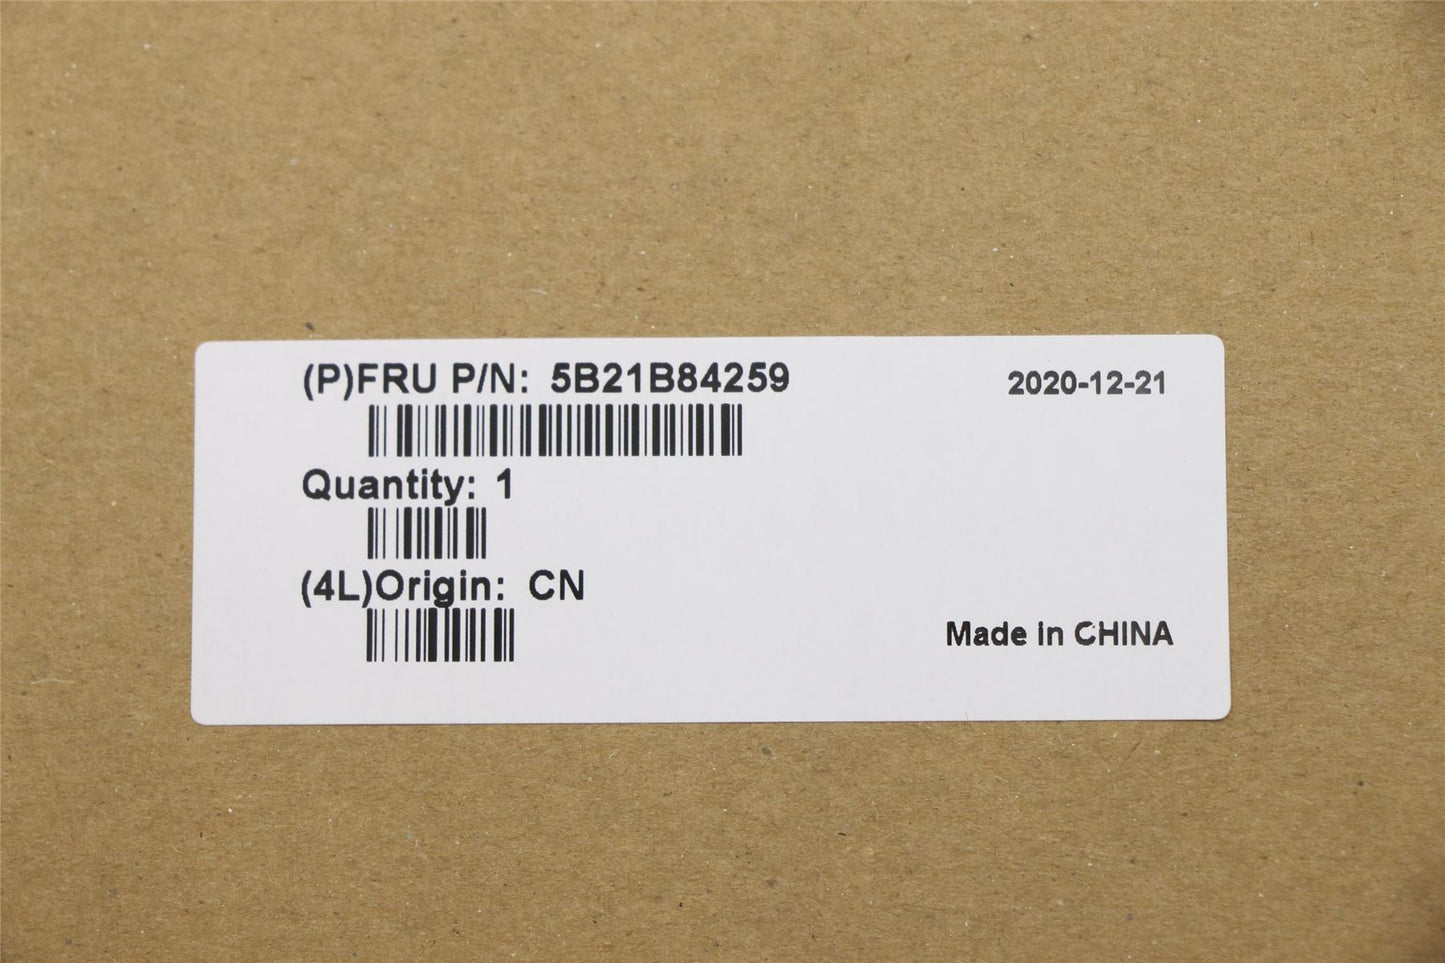 (P)FRU P/N: 5B21B84259
2020-12-21
Quantity: 1
(4L)Origin: CN
Made in CHINA